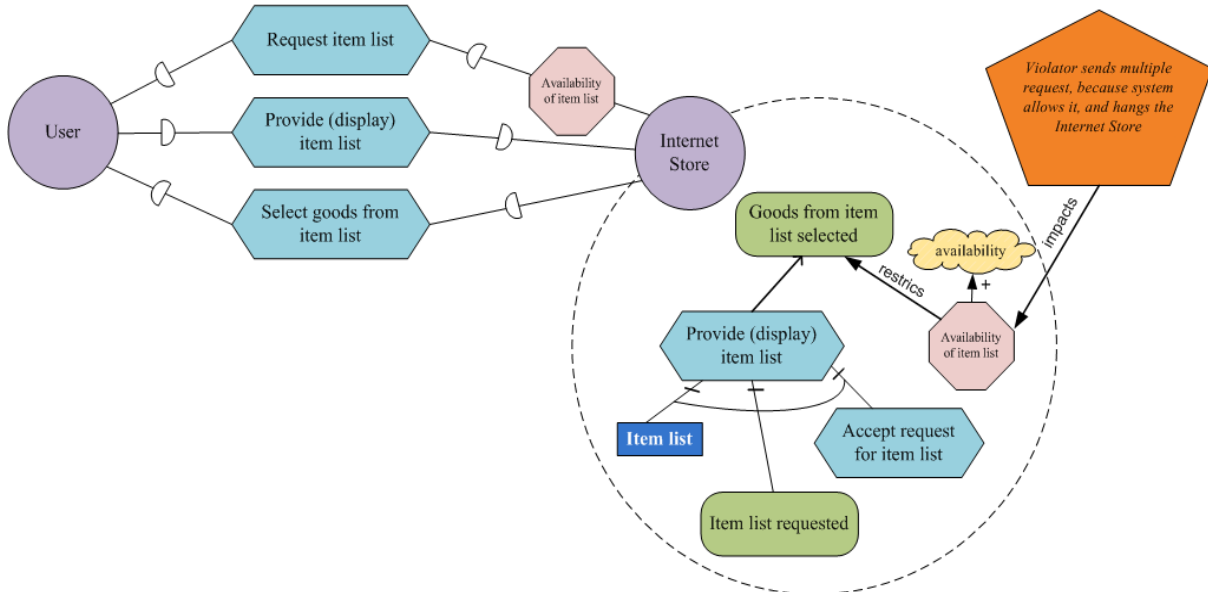 Request item list
Availability
of item list
User
Provide (display)
item list
Internet
Store
Select goods from
item list
Violator sends multiple
request, because system
allows it, and hangs the
Internet Store
impacts
Goods from item
list selected
availability
restrics
+
Provide (display)
item list
Availability
of item list
Item list
Accept request
for item list
Item list requested